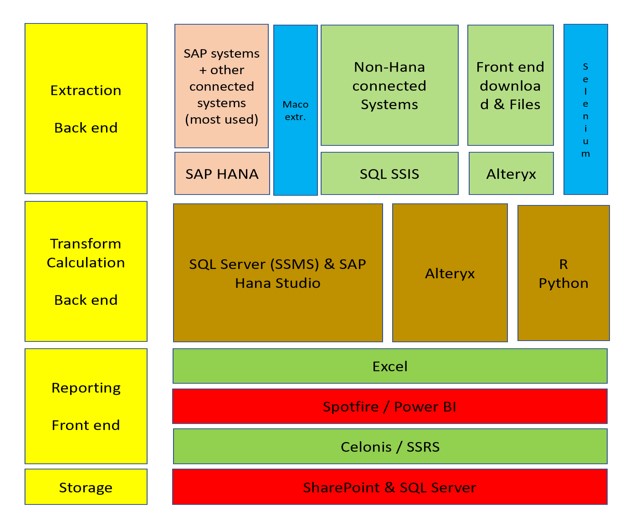 Extraction
Back end
SAP systems
+ other
connected
systems
(most used)
SAP HANA
Maco
extr.
Non-Hana
connected
Systems
SQL SSIS
Front end
downloa
d & Files
Alteryx
S
e
l
e
n
i
u
m
Transform
Calculation
Back end
SQL Server (SSMS) & SAP
Hana Studio
Alteryx
R
Python
Reporting
Front end
Excel
Spotfire / Power BI
Celonis / SSRS
Storage
SharePoint & SQL Server